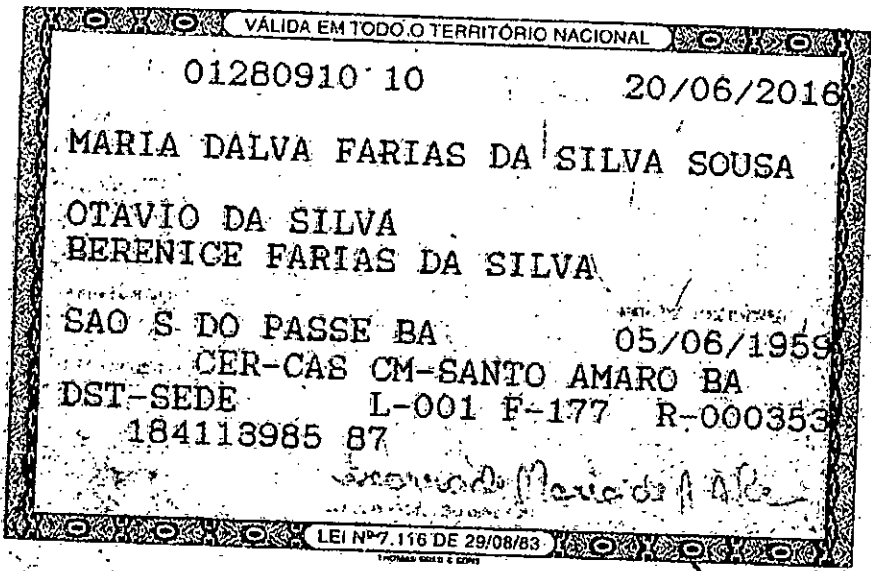 VÁLIDA EM TODO O TERRITÓRIO NACIONAL
01280910 10 20/06/2016
MARIA DALVA FARIAS DA SILVA SOUSA
OTAVIO DA SILVA
BERENICE FARIAS DA SILVA
SAO S DO PASSE BA 05/06/1959
CER-CAS CM-SANTO AMARO BA
DST-SEDE L-001 F-177 R-000353
184113985 87
LEI Nº 7.116 DE 29/08/83